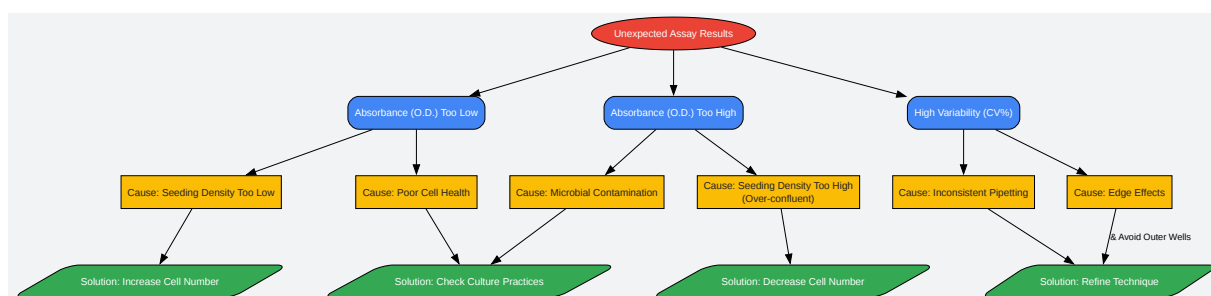 Unexpected Assay Results
Absorbance (O.D.) Too Low
Absorbance (O.D.) Too High
High Variability (CV%)
Cause: Seeding Density Too Low
Cause: Poor Cell Health
Cause: Microbial Contamination
Cause: Seeding Density Too High
(Over-confluent)
Cause: Inconsistent Pipetting
Cause: Edge Effects
& Avoid Outer Wells
Solution: Increase Cell Number
Solution: Check Culture Practices
Solution: Decrease Cell Number
Solution: Refine Technique